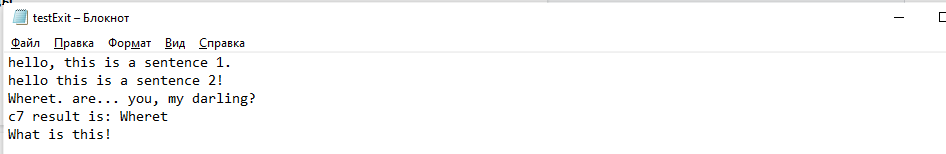 testExit – Блокнот
Файл Правка Формат Вид Справка
hello, this is a sentence 1.
hello this is a sentence 2!
Wheret. are... you, my darling?
c7 result is: Wheret
What is this!